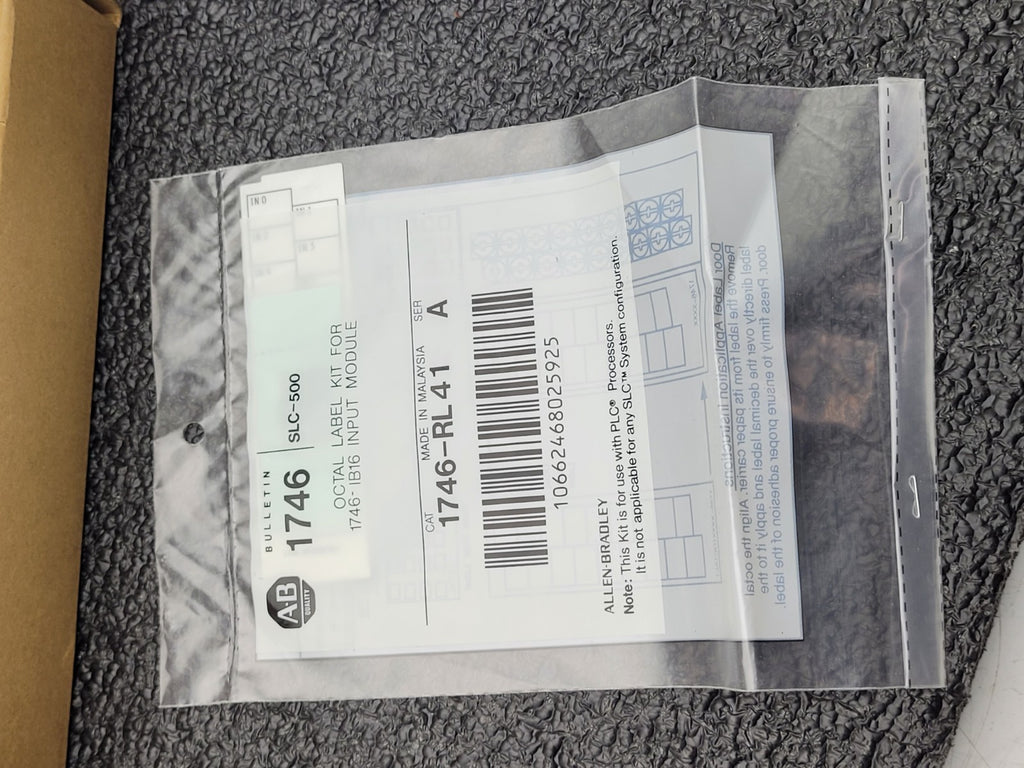 AB
QUALITY
BULLETIN
1746
SLC-500
OCTAL LABEL KIT FOR
1746-IB16 INPUT MODULE
CAT
MADE IN MALAYSIA
SER
1746-RL41
A
10662468025925
ALLEN-BRADLEY
Note: This Kit is for use with PLC® Processors.
It is not applicable for any SLC™ System configuration.
IN 0
Door Label Application Instructions
Remove the label from its paper carrier. Align the octal
label directly over the decimal label and apply it to the
door. Press firmly to ensure proper adhesion of the label.